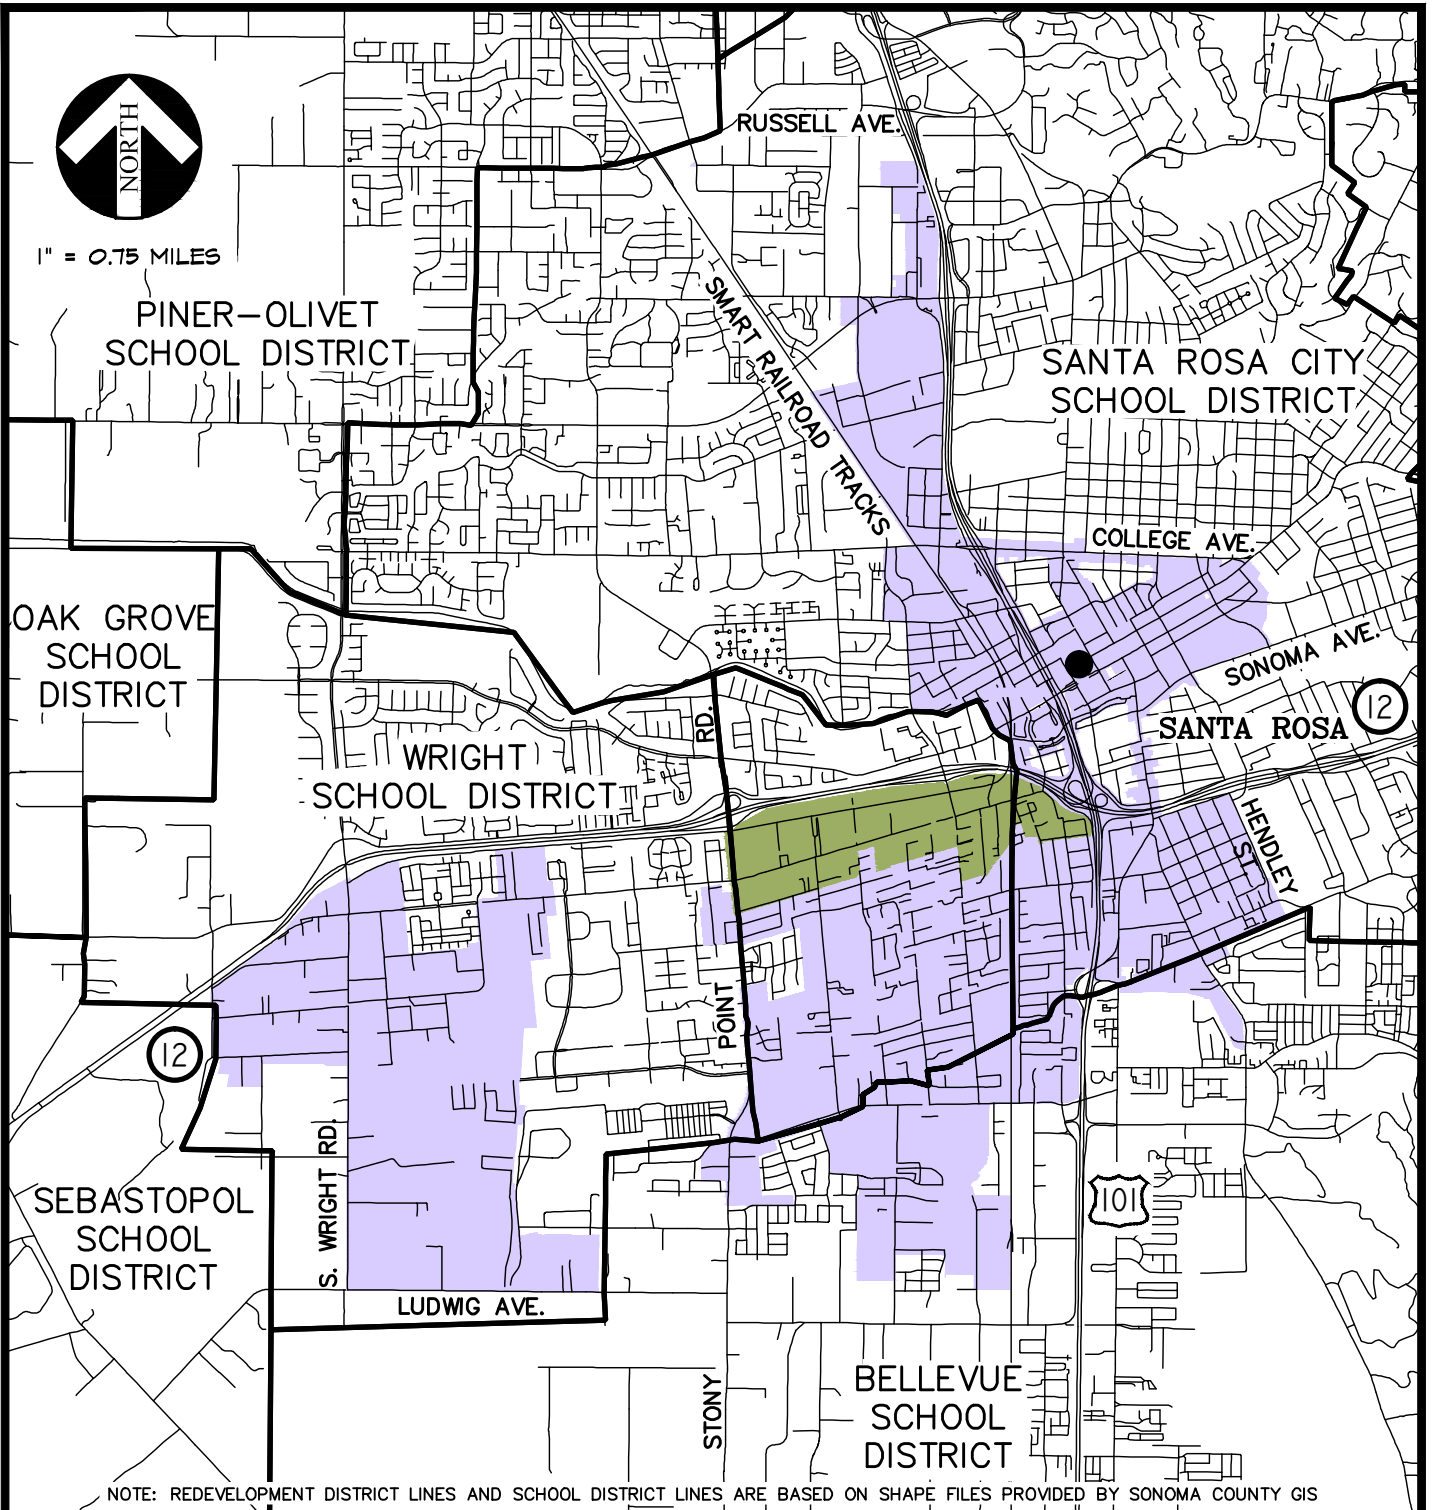 RUSSELL AVE.
NORTH
1" = 0.75 MILES
SMART RAILROAD TRACKS
PINER-OLIVET
SCHOOL DISTRICT
SANTA ROSA CITY
SCHOOL DISTRICT
COLLEGE AVE.
OAK GROVE
SCHOOL
DISTRICT
SONOMA AVE.
12
SANTA ROSA
RD.
WRIGHT
SCHOOL DISTRICT
HENDLEY
ST.
POINT
12
S. WRIGHT RD.
SEBASTOPOL
SCHOOL
DISTRICT
101
LUDWIG AVE.
STONY
BELLEVUE
SCHOOL
DISTRICT
NOTE: REDEVELOPMENT DISTRICT LINES AND SCHOOL DISTRICT LINES ARE BASED ON SHAPE FILES PROVIDED BY SONOMA COUNTY GIS